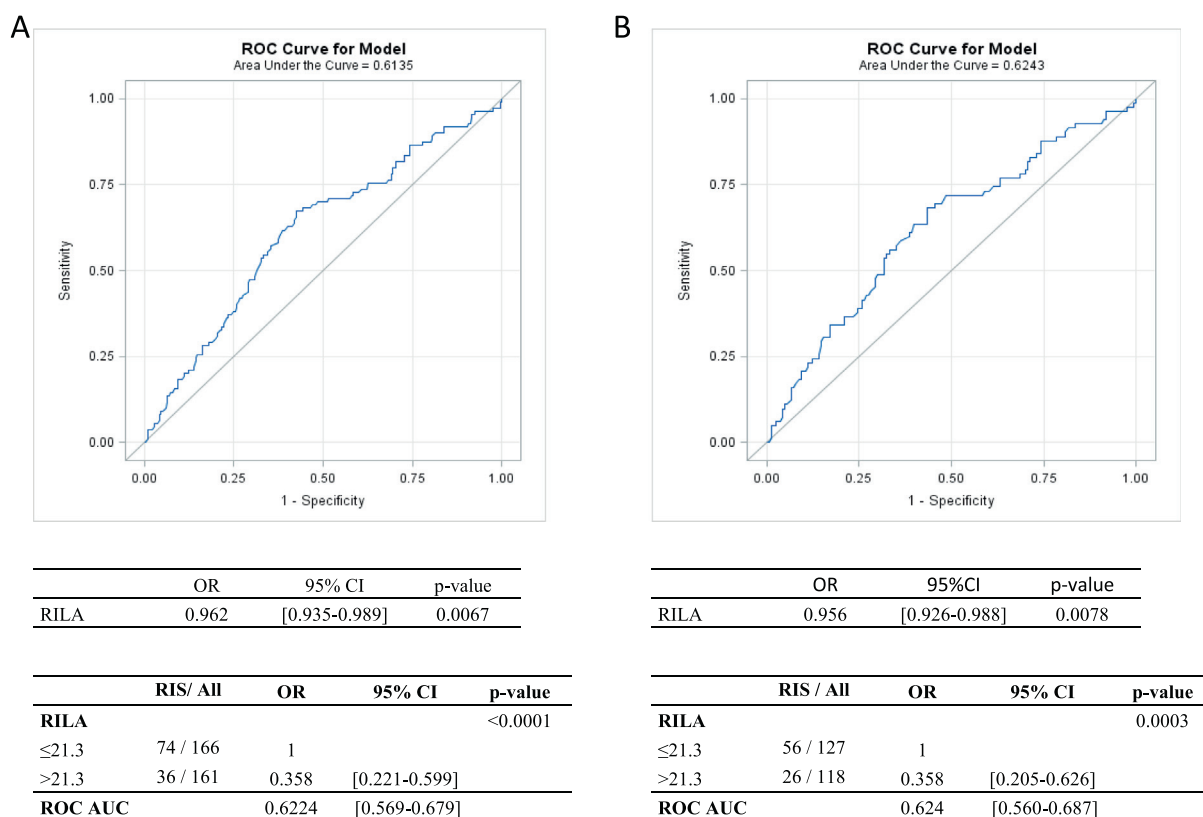 A
ROC Curve for Model
Area Under the Curve = 0.6135
1.00
0.75
0.50
0.25
0.00
Sensitivity
0.00 0.25 0.50 0.75 1.00
1 - Specificity
OR 95% CI p-value
RILA 0.962 [0.935-0.989] 0.0067
RIS/ All OR 95% CI p-value
RILA <0.0001
≤21.3 74 / 166 1
>21.3 36 / 161 0.358 [0.221-0.599]
ROC AUC 0.6224 [0.569-0.679]
B
ROC Curve for Model
Area Under the Curve = 0.6243
1.00
0.75
0.50
0.25
0.00
Sensitivity
0.00 0.25 0.50 0.75 1.00
1 - Specificity
OR 95%CI p-value
RILA 0.956 [0.926-0.988] 0.0078
RIS / All OR 95% CI p-value
RILA 0.0003
≤21.3 56 / 127 1
>21.3 26 / 118 0.358 [0.205-0.626]
ROC AUC 0.624 [0.560-0.687]